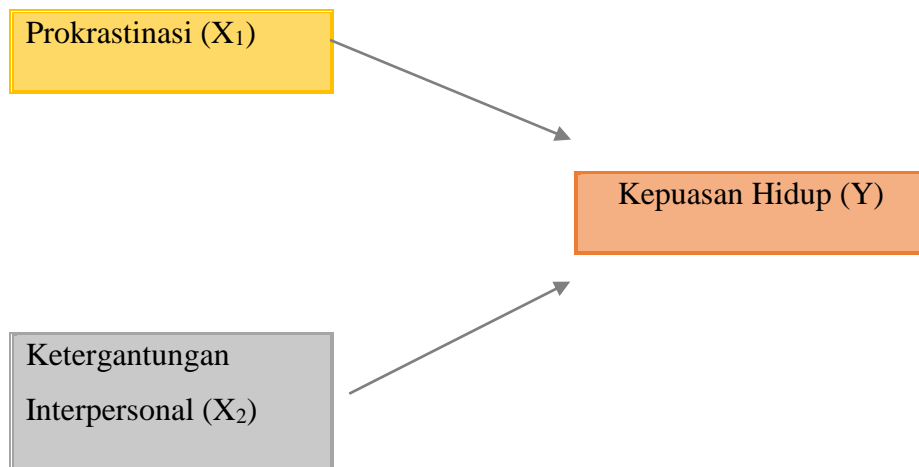 Prokrastinasi (X₁)
Kepuasan Hidup (Y)
Ketergantungan
Interpersonal (X₂)